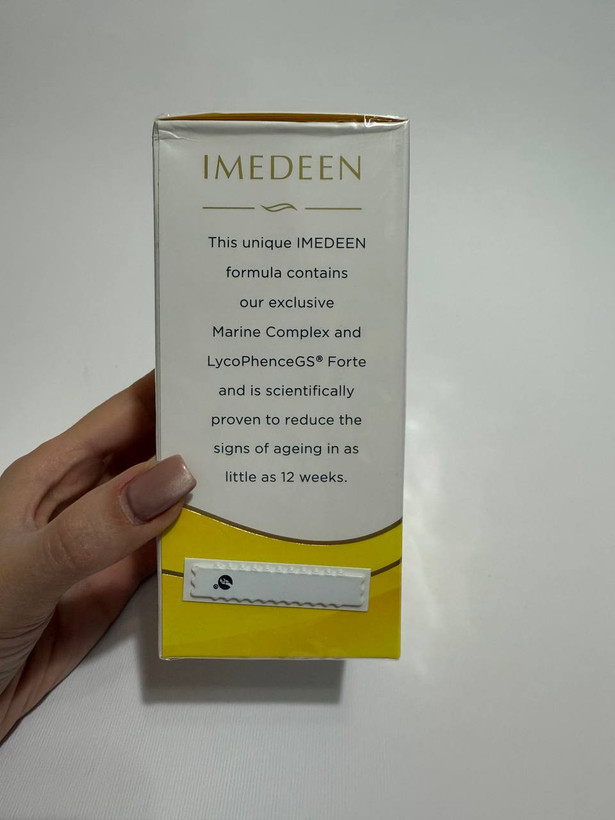 IMEDEEN
This unique IMEDEEN
formula contains
our exclusive
Marine Complex and
LycoPhenceGS® Forte
and is scientifically
proven to reduce the
signs of ageing in as
little as 12 weeks.